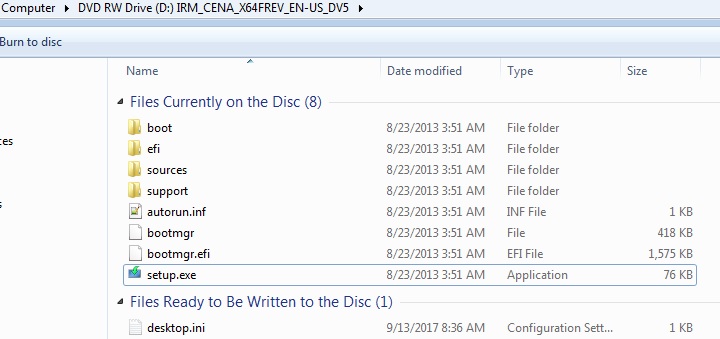 Computer ▸ DVD RW Drive (D:) IRM_CENA_X64FREV_EN-US_DV5 ▸
Burn to disc
Name Date modified Type Size
Files Currently on the Disc (8)
boot 8/23/2013 3:51 AM File folder
efi 8/23/2013 3:51 AM File folder
sources 8/23/2013 3:51 AM File folder
support 8/23/2013 3:51 AM File folder
autorun.inf 8/23/2013 3:51 AM INF File 1 KB
bootmgr 8/23/2013 3:51 AM File 418 KB
bootmgr.efi 8/23/2013 3:51 AM EFI File 1,575 KB
setup.exe 8/23/2013 3:51 AM Application 76 KB
Files Ready to Be Written to the Disc (1)
desktop.ini 9/13/2017 8:36 AM Configuration Sett... 1 KB